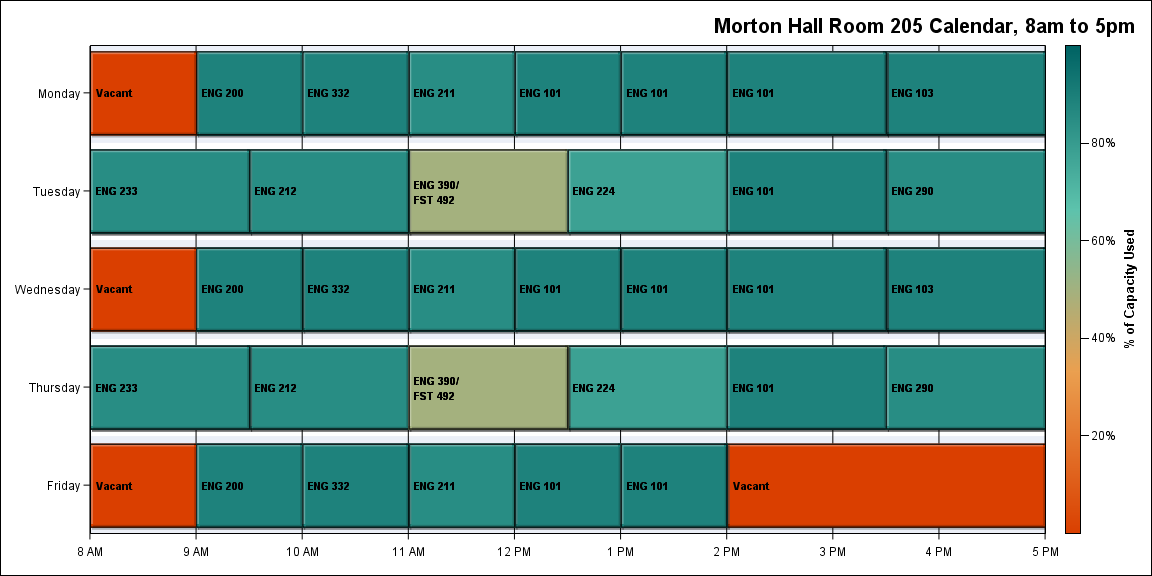 Morton Hall Room 205 Calendar, 8am to 5pm
Monday
Vacant
ENG 200
ENG 332
ENG 211
ENG 101
ENG 101
ENG 101
ENG 103
Tuesday
ENG 233
ENG 212
ENG 390/
FST 492
ENG 224
ENG 101
ENG 290
Wednesday
Vacant
ENG 200
ENG 332
ENG 211
ENG 101
ENG 101
ENG 101
ENG 103
Thursday
ENG 233
ENG 212
ENG 390/
FST 492
ENG 224
ENG 101
ENG 290
Friday
Vacant
ENG 200
ENG 332
ENG 211
ENG 101
ENG 101
Vacant
8 AM
9 AM
10 AM
11 AM
12 PM
1 PM
2 PM
3 PM
4 PM
5 PM
80%
60%
40%
20%
% of Capacity Used